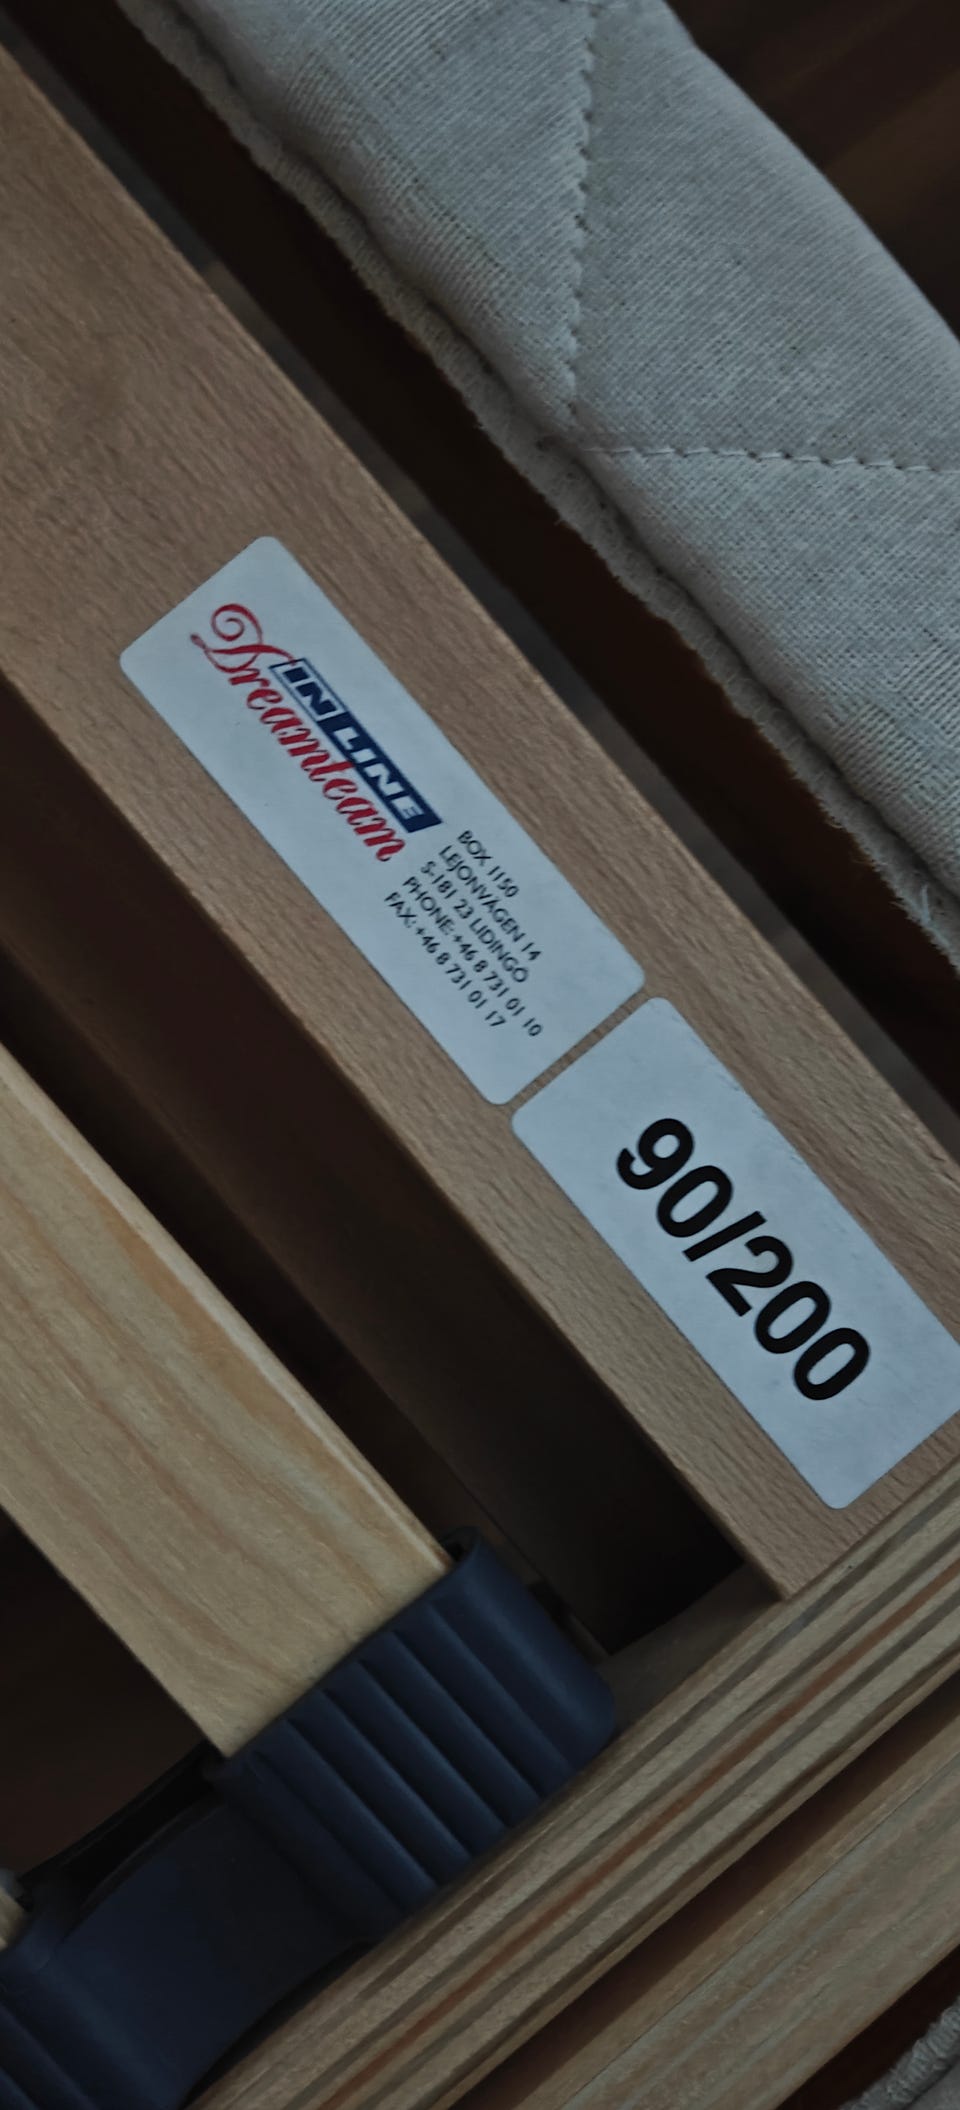 IN LINE
Dreamteam
BOX 1150
LEJONVÄGEN 14
S-181 23 LIDINGÖ
PHONE:+46 8 731 01 10
FAX:+46 8 731 01 17
90/200